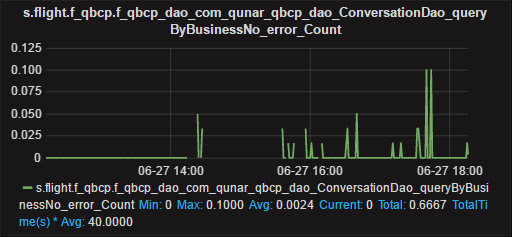 s.flight.f_qbcp.f_qbcp_dao_com_qunar_qbcp_dao_ConversationDao_query
ByBusinessNo_error_Count
0.125
0.100
0.075
0.050
0.025
0
06-27 14:00
06-27 16:00
06-27 18:00
s.flight.f_qbcp.f_qbcp_dao_com_qunar_qbcp_dao_ConversationDao_queryByBusi
nessNo_error_Count Min: 0 Max: 0.1000 Avg: 0.0024 Current: 0 Total: 0.6667 TotalTi
me(s) * Avg: 40.0000